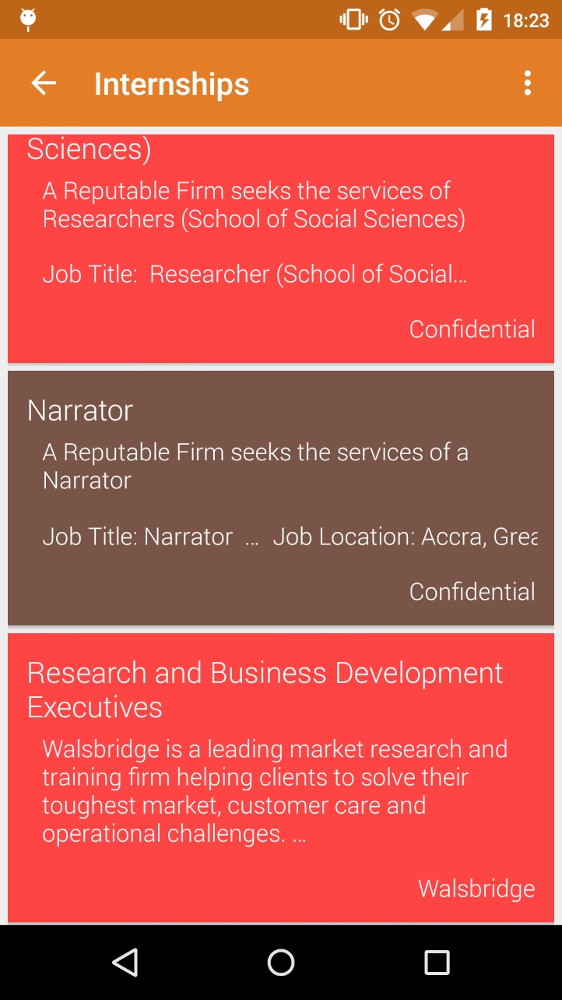 18:23
Internships
Sciences)
A Reputable Firm seeks the services of
Researchers (School of Social Sciences)
Job Title:  Researcher (School of Social...
Confidential
Narrator
A Reputable Firm seeks the services of a
Narrator
Job Title: Narrator  ...  Job Location: Accra, Grea
Confidential
Research and Business Development
Executives
Walsbridge is a leading market research and
training firm helping clients to solve their
toughest market, customer care and
operational challenges. ...
Walsbridge